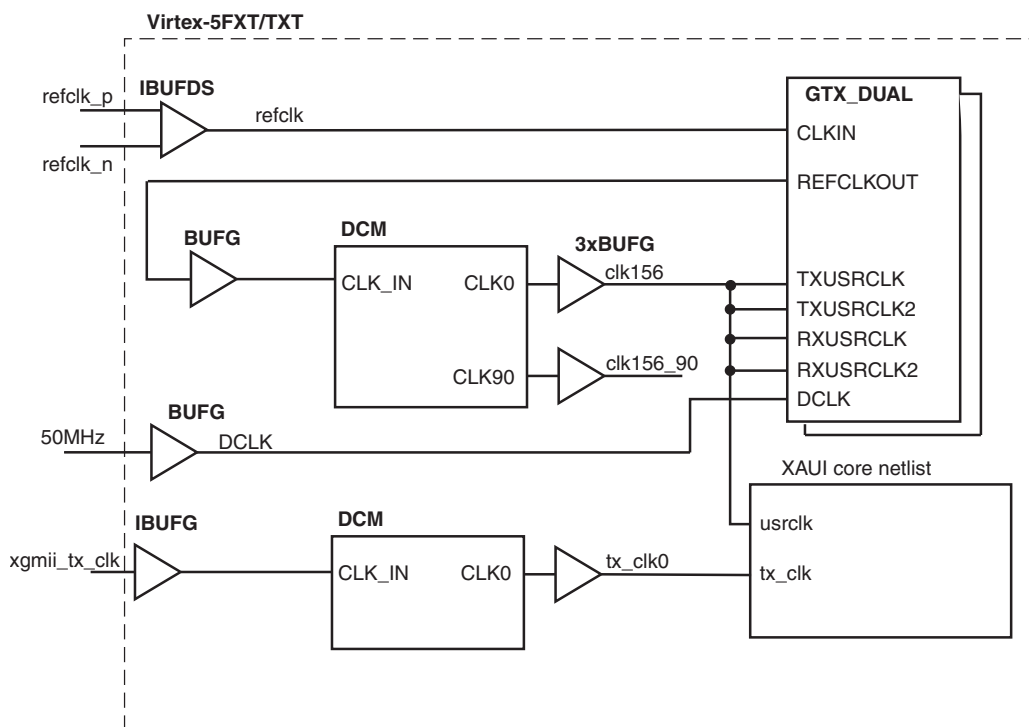 Virtex-5FXT/TXT
IBUFDS
refclk_p
refclk_n
refclk
GTX_DUAL
CLKIN
REFCLKOUT
BUFG
DCM
3xBUFG
CLK_IN
CLK0
clk156
TXUSRCLK
TXUSRCLK2
RXUSRCLK
RXUSRCLK2
CLK90
clk156_90
DCLK
BUFG
50MHz
DCLK
XAUI core netlist
IBUFG
DCM
usrclk
xgmii_tx_clk
CLK_IN
CLK0
tx_clk0
tx_clk